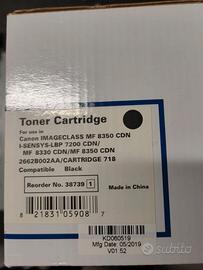 Toner Cartridge
For use in
Canon IMAGECLASS MF 8350 CDN
I-SENSYS-LBP 7200 CDN/
MF 8330 CDN/MF 8350 CDN
2662B002AA/CARTRIDGE 718
Compatible Black
Reorder No. 38739 1
Made in China
8 21831 05908 7
KD060519
Mfg Date: 05/2019
V01.52
subito